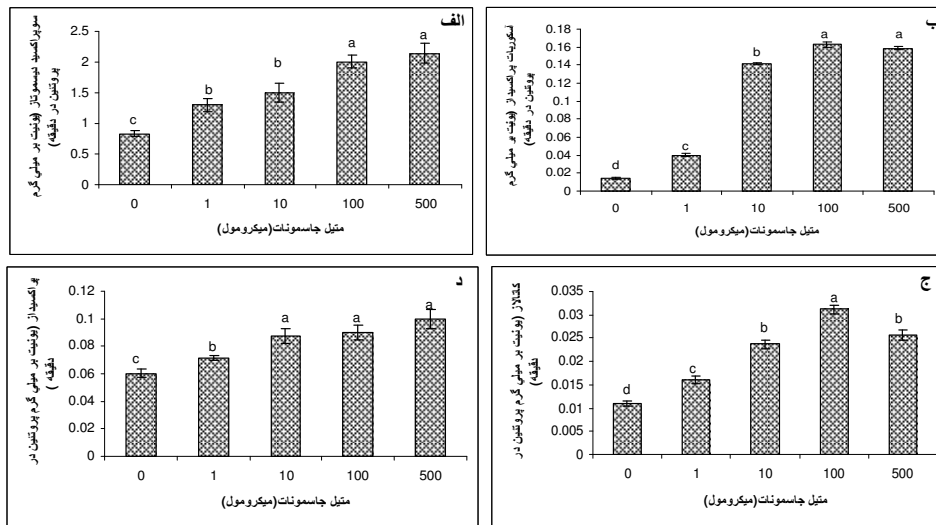 الف
سوپراکسید دیسموتاز (یونیت بر میلي گرم
پروتئین در دقیقه)
2.5
2
1.5
1
0.5
0
c
b
b
a
a
0 1 10 100 500
متیل جاسمونات(میکرومول)
ب
آسکوربات پراکسیداز (یونیت بر میلي گرم
پروتئین در دقیقه)
0.18
0.16
0.14
0.12
0.1
0.08
0.06
0.04
0.02
0
d
c
b
a
a
0 1 10 100 500
متیل جاسمونات(میکرومول)
د
پراکسیداز (یونیت بر میلي گرم پروتئین در
دقیقه )
0.12
0.1
0.08
0.06
0.04
0.02
0
c
b
a
a
a
0 1 10 100 500
متیل جاسمونات(میکرومول)
ج
کاتالاز (یونیت بر میلي گرم پروتئین در
دقیقه)
0.035
0.03
0.025
0.02
0.015
0.01
0.005
0
d
c
b
a
b
0 1 10 100 500
متیل جاسمونات(میکرومول)